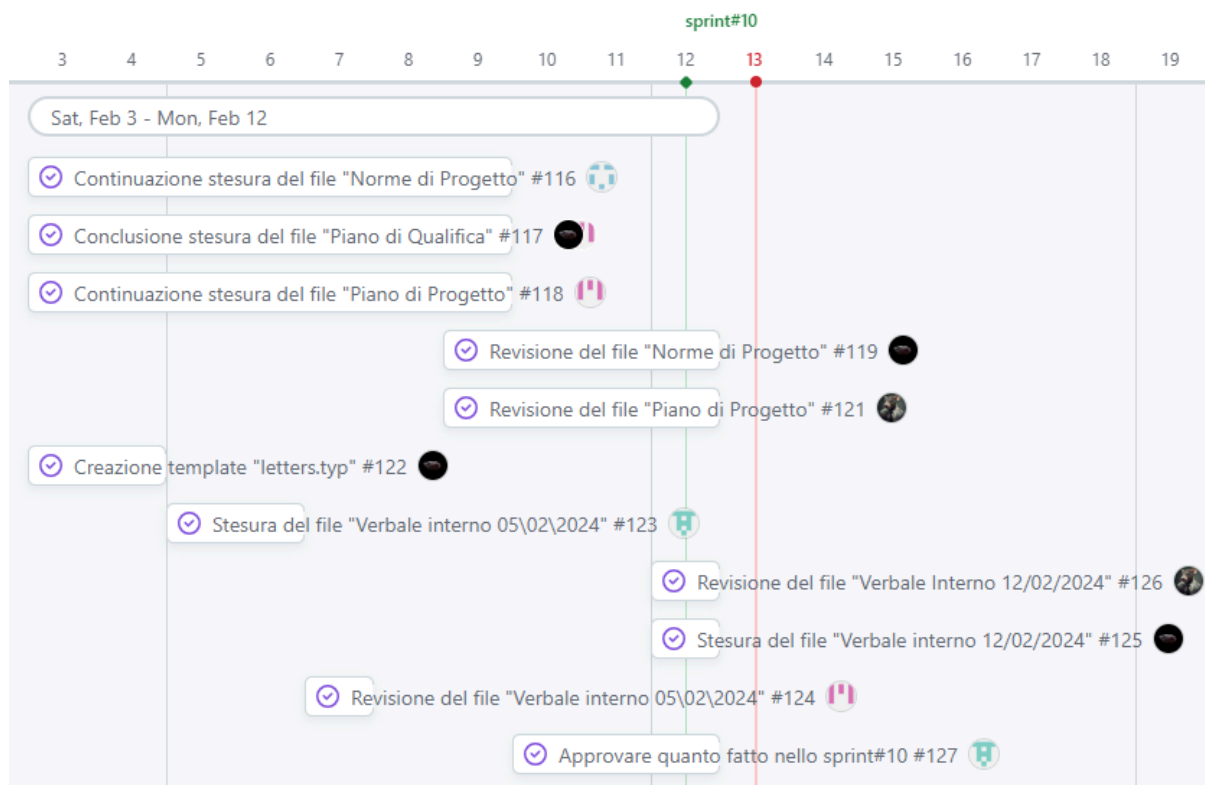 sprint#10
3 4 5 6 7 8 9 10 11 12 13 14 15 16 17 18 19
Sat, Feb 3 - Mon, Feb 12
Continuazione stesura del file "Norme di Progetto" #116
Conclusione stesura del file "Piano di Qualifica" #117
Continuazione stesura del file "Piano di Progetto" #118
Revisione del file "Norme di Progetto" #119
Revisione del file "Piano di Progetto" #121
Creazione template "letters.typ" #122
Stesura del file "Verbale interno 05\02\2024" #123
Revisione del file "Verbale Interno 12/02/2024" #126
Stesura del file "Verbale interno 12/02/2024" #125
Revisione del file "Verbale interno 05\02\2024" #124
Approvare quanto fatto nello sprint#10 #127